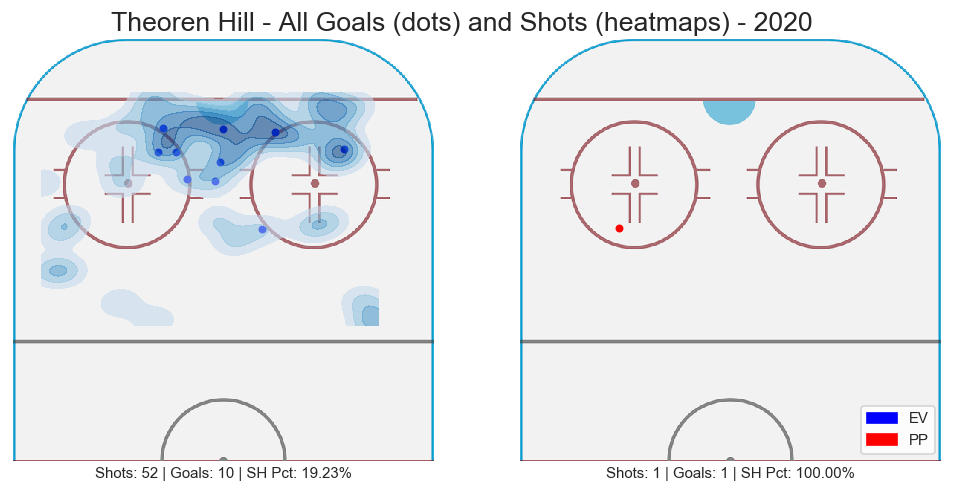 Theoren Hill - All Goals (dots) and Shots (heatmaps) - 2020
EV
PP
Shots: 52 | Goals: 10 | SH Pct: 19.23%
Shots: 1 | Goals: 1 | SH Pct: 100.00%